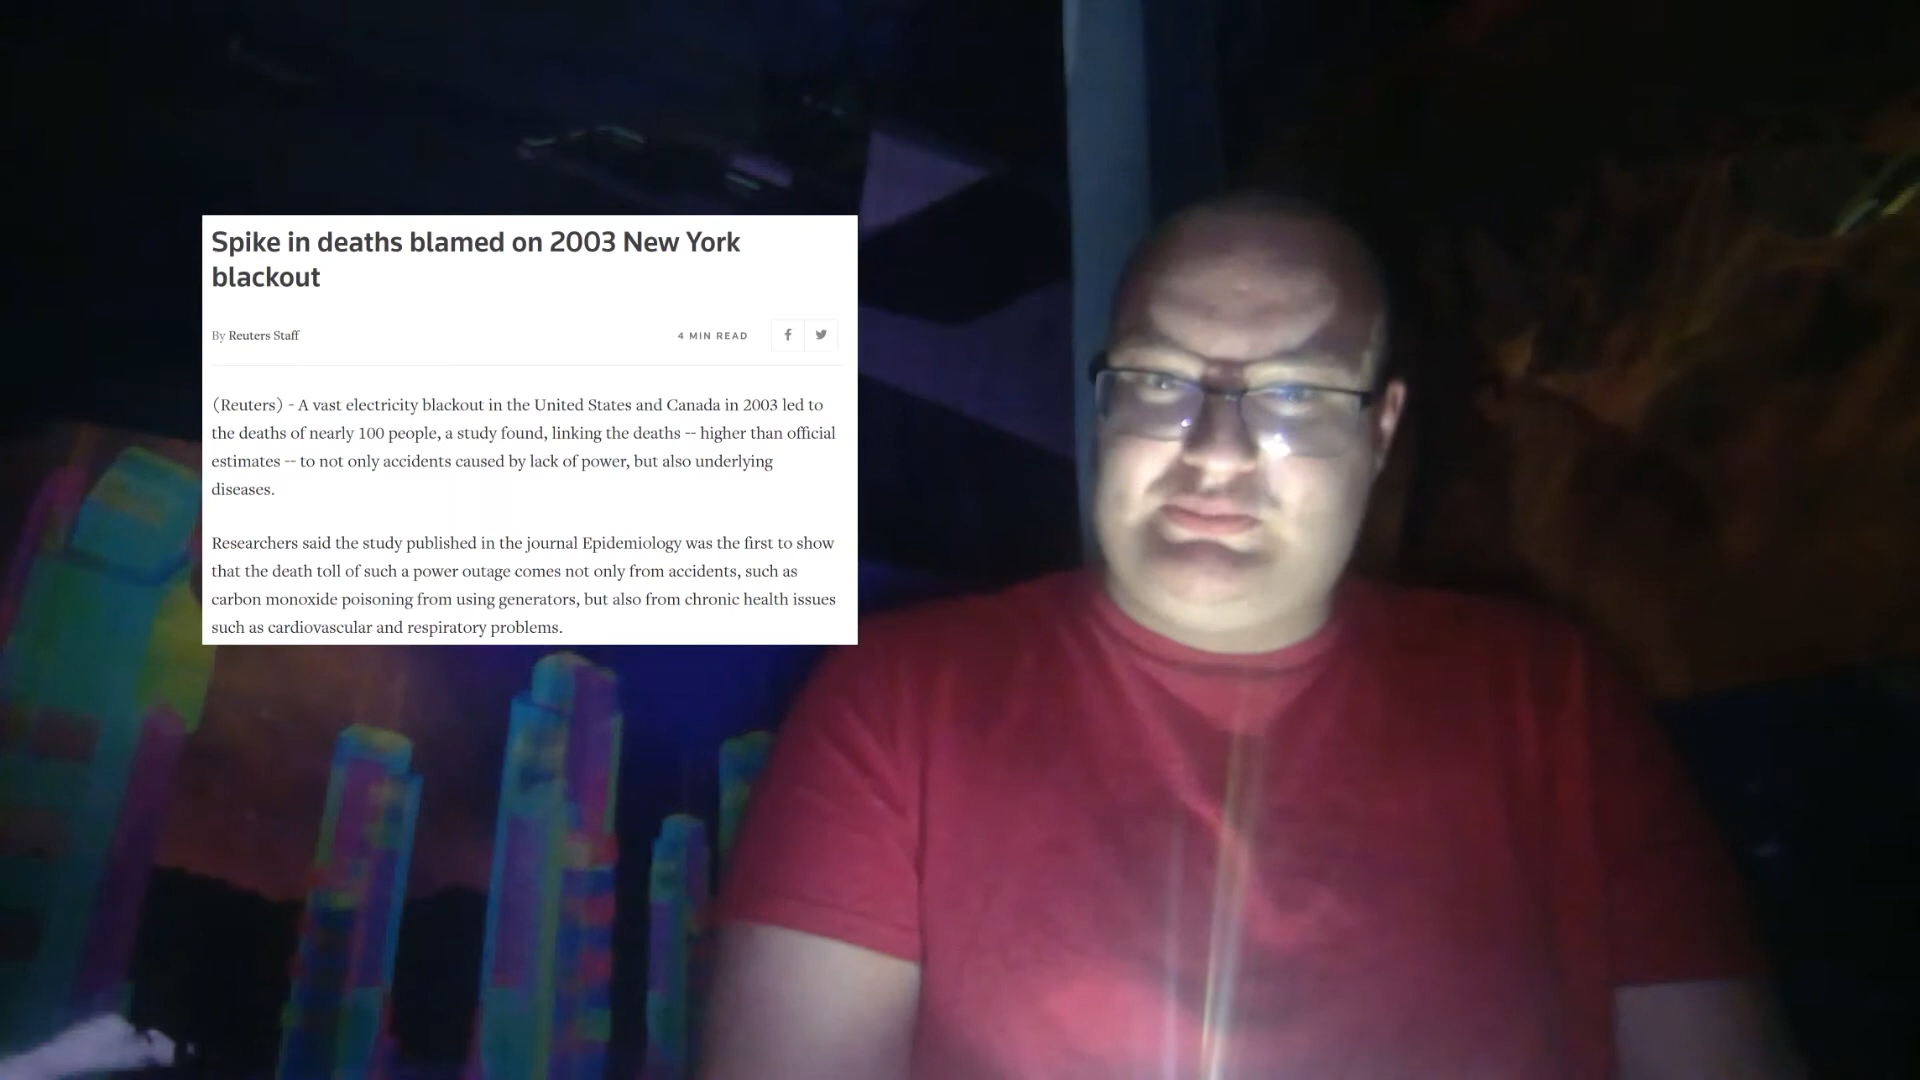 Spike in deaths blamed on 2003 New York
blackout
By Reuters Staff
4 MIN READ
(Reuters) - A vast electricity blackout in the United States and Canada in 2003 led to
the deaths of nearly 100 people, a study found, linking the deaths -- higher than official
estimates -- to not only accidents caused by lack of power, but also underlying
diseases.
Researchers said the study published in the journal Epidemiology was the first to show
that the death toll of such a power outage comes not only from accidents, such as
carbon monoxide poisoning from using generators, but also from chronic health issues
such as cardiovascular and respiratory problems.